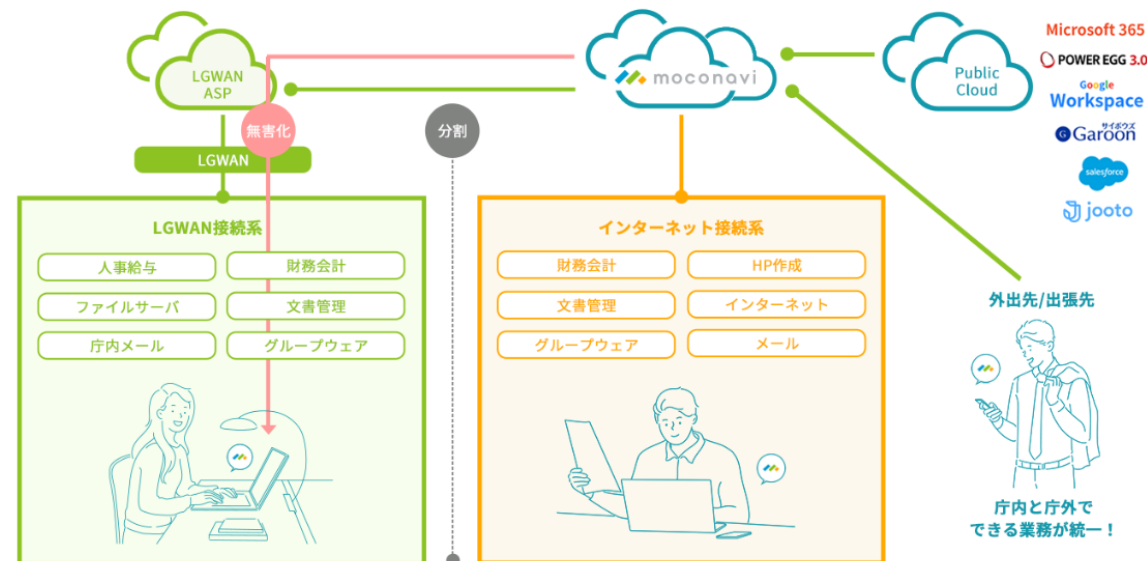 LGWAN
ASP
無害化
LGWAN
分割
moconavi
Public
Cloud
Microsoft 365
POWER EGG 3.0
Google
Workspace
サイボウズ
Garoon
salesforce
jooto
LGWAN接続系
人事給与
財務会計
ファイルサーバ
文書管理
庁内メール
グループウェア
インターネット接続系
財務会計
HP作成
文書管理
インターネット
グループウェア
メール
外出先/出張先
庁内と庁外で
できる業務が統一！